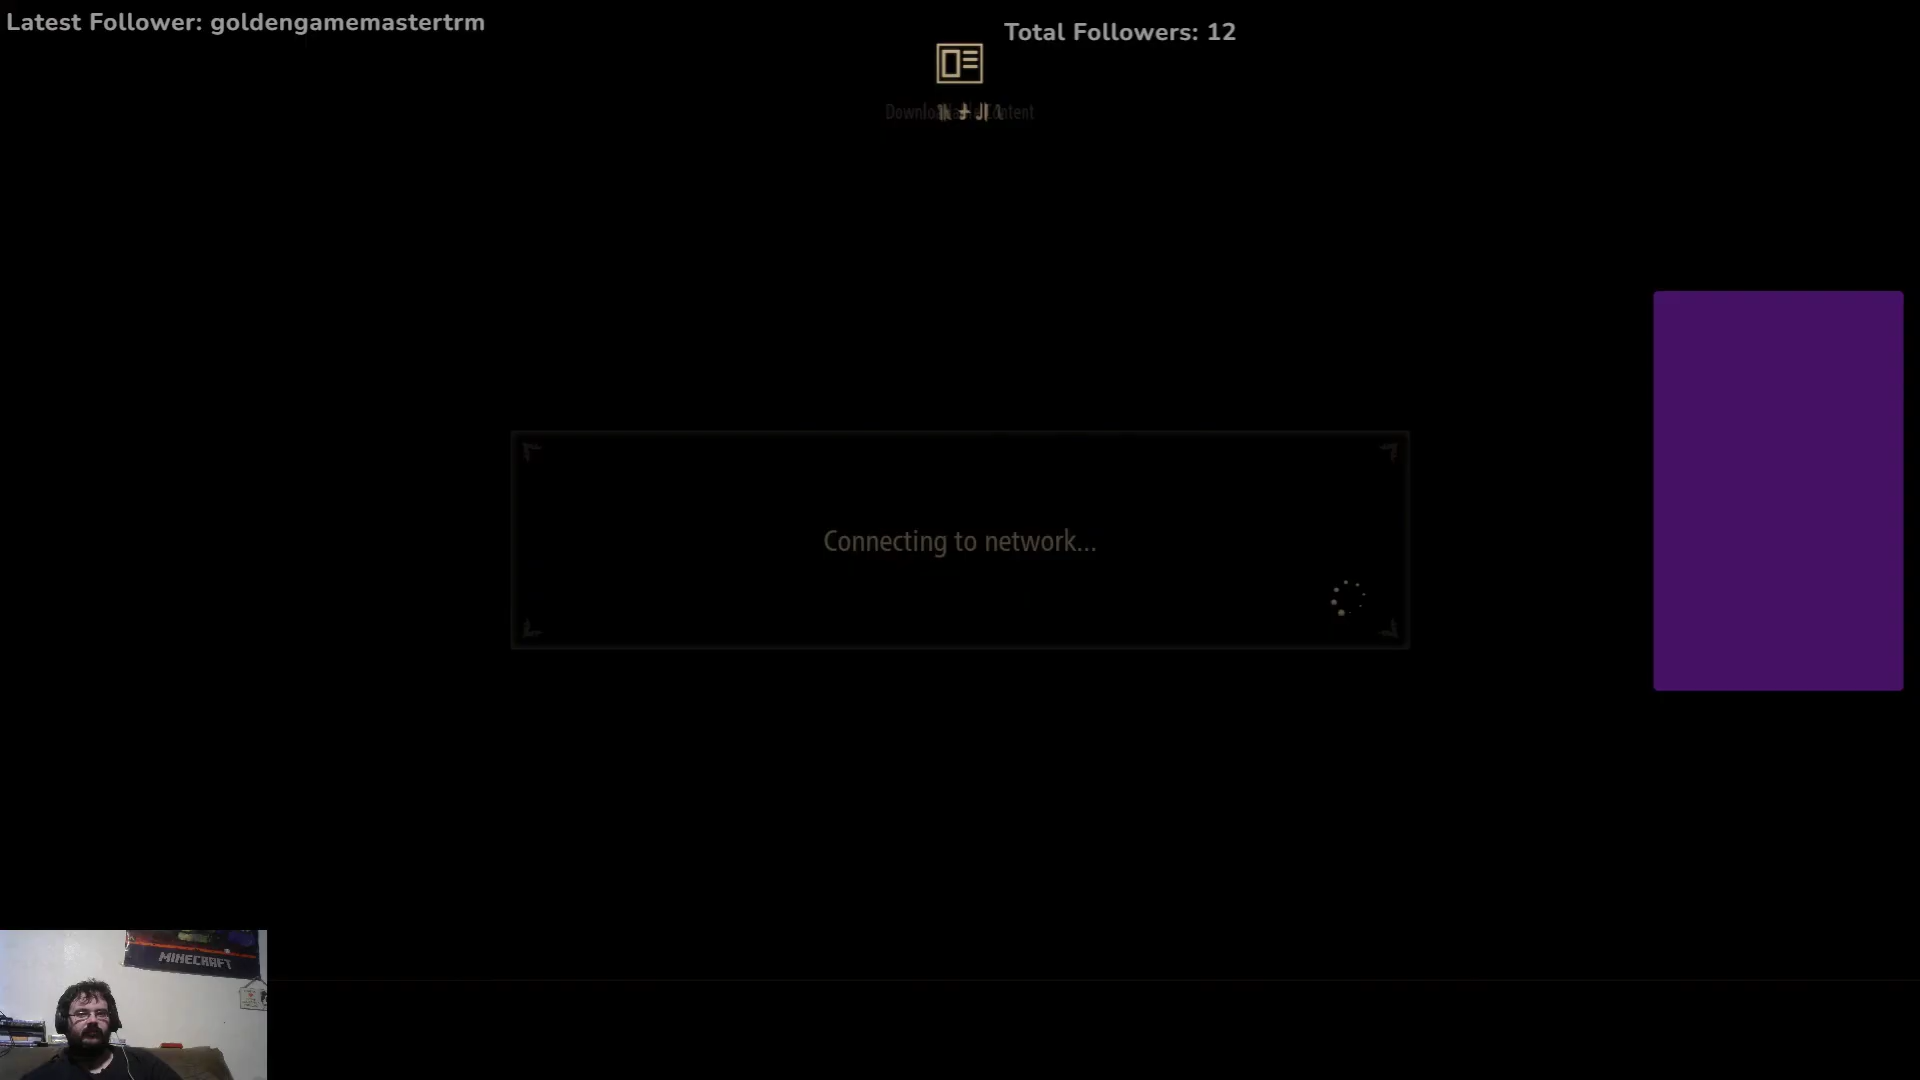 Latest Follower: goldengamemastertrm
Total Followers: 12
Connecting to network...
MINECRAFT